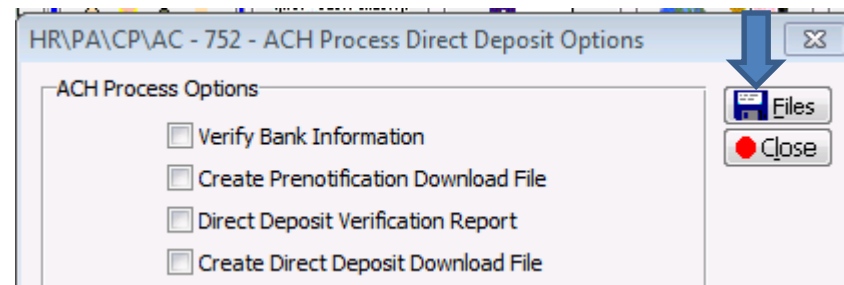 HR\PA\CP\AC - 752 - ACH Process Direct Deposit Options
ACH Process Options
Files
Verify Bank Information
Close
Create Prenotification Download File
Direct Deposit Verification Report
Create Direct Deposit Download File